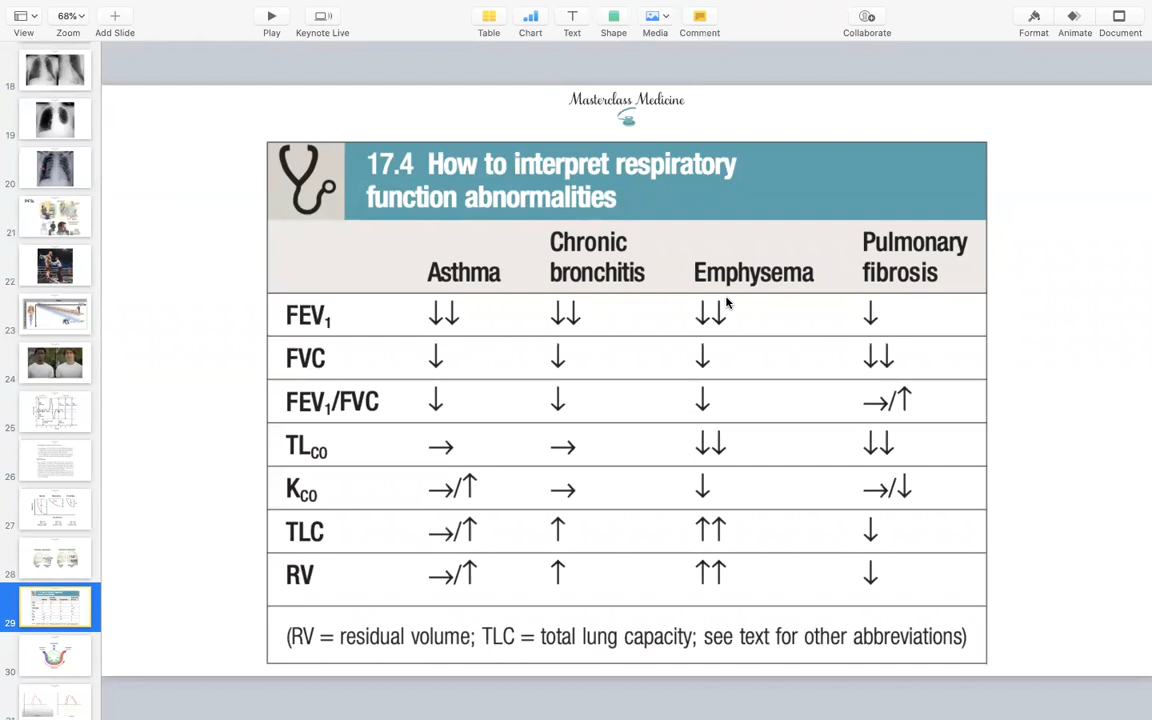 68%
View
Zoom
Add Slide
Play
Keynote Live
Table
Chart
Text
Shape
Media
Comment
Collaborate
Format
Animate
Document
18
19
20
21
22
23
24
25
26
27
28
29
30
Masterclass Medicine
17.4 How to interpret respiratory
function abnormalities
Asthma Chronic bronchitis Emphysema Pulmonary fibrosis
FEV₁ ↓↓ ↓↓ ↓↓ ↓
FVC ↓ ↓ ↓ ↓↓
FEV₁/FVC ↓ ↓ ↓ →/↑
TLCO → → ↓↓ ↓↓
KCO →/↑ → ↓ →/↓
TLC →/↑ ↑ ↑↑ ↓
RV →/↑ ↑ ↑↑ ↓
(RV = residual volume; TLC = total lung capacity; see text for other abbreviations)